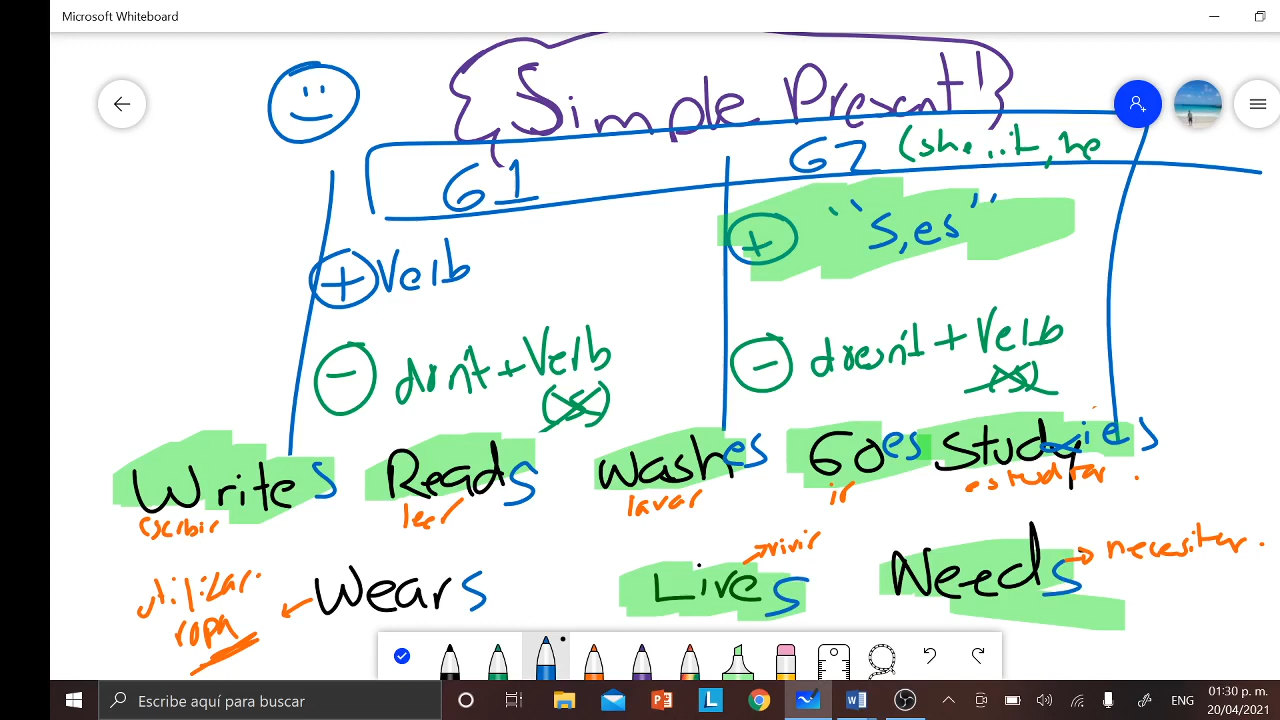 Microsoft Whiteboard
{Simple Present!}
G1
G2 (she, it, he
+ Verb
+ "s, es"
- don't + Verb
(s)
- doesn't + Verb
(s)
Writes Reads Washes Goes Studyies
escribir leer lavar ir estudiar.
Wears Lives Needs
utilizar ropa
vivir
necesitar.
Escribe aquí para buscar
ENG
01:30 p. m.
20/04/2021